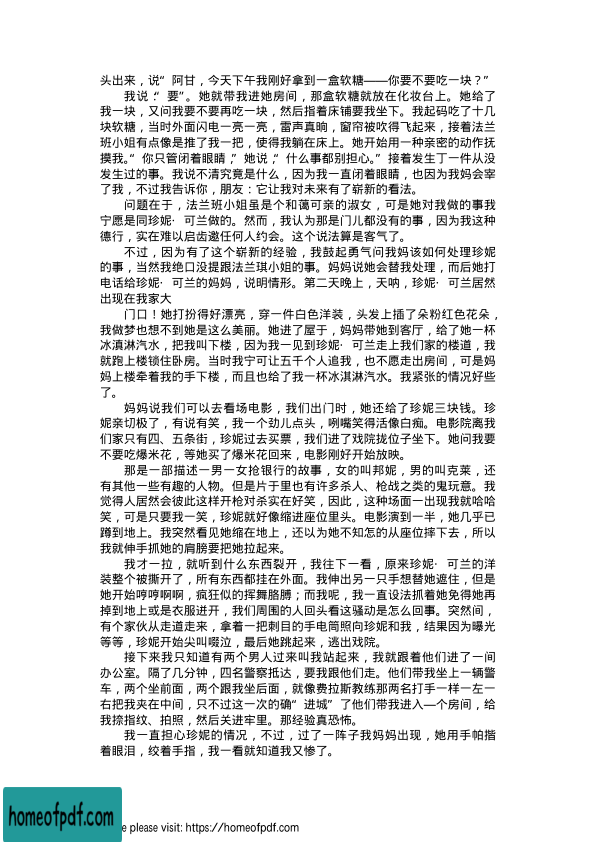 头出来，说“阿甘，今天下午我刚好拿到一盒软糖——你要不要吃一块？”
我说：“要”。她就带我进她房间，那盒软糖就放在化妆台上。她给了
我一块，又问我要不要再吃一块，然后指着床铺要我坐下。我起码吃了十几
块软糖，当时外面闪电一亮一亮，雷声真晌，窗帘被吹得飞起来，接着法兰
班小姐有点像是推了我一把，使得我躺在床上。她开始用一种亲密的动作抚
摸我。“你只管闭着眼睛，”她说，“什么事都别担心。”接着发生丁一件从没
发生过的事。我说不清究竟是什么，因为我一直闭着眼睛，也因为我妈会宰
了我，不过我告诉你，朋友：它让我对未来有了崭新的看法。
问题在于，法兰班小姐虽是个和蔼可亲的淑女，可是她对我做的事我
宁愿是同珍妮·可兰做的。然而，我认为那是门儿都没有的事，因为我这种
德行，实在难以启齿邀任何人约会。这个说法算是客气了。
不过，因为有了这个崭新的经验，我鼓起勇气问我妈该如何处理珍妮
的事，当然我绝口没提跟法兰琪小姐的事。妈妈说她会替我处理，而后她打
电话给珍妮·可兰的妈妈，说明情形。第二天晚上，天呐，珍妮·可兰居然
出现在我家大
门口！她打扮得好漂亮，穿一件白色洋装，头发上插了朵粉红色花朵，
我做梦也想不到她是这么美丽。她进了屋于，妈妈带她到客厅，给了她一杯
冰滇淋汽水，把我叫下楼，因为我一见到珍妮·可兰走上我们家的楼道，我
就跑上楼锁住卧房。当时我宁可让五千个人追我，也不愿走出房间，可是妈
妈上楼牵着我的手下楼，而且也给了我一杯冰淇淋汽水。我紧张的情况好些
了。
妈妈说我们可以去看场电影，我们出门时，她还给了珍妮三块钱。珍
妮亲切极了，有说有笑，我一个劲儿点头，咧嘴笑得活像白痴。电影院离我
们家只有四、五条街，珍妮过去买票，我们进了戏院拢位子坐下。她问我要
不要吃爆米花，等她买了爆米花回来，电影刚好开始放映。
那是一部描述一男一女抢银行的故事，女的叫邦妮，男的叫克莱，还
有其他一些有趣的人物。但是片于里也有许多杀人、枪战之类的鬼玩意。我
觉得人居然会彼此这样开枪对杀实在好笑，因此，这种场面一出现我就哈哈
笑，可是只要我一笑，珍妮就好像缩进座位里头。电影演到一半，她几乎已
蹲到地上。我突然看见她缩在地上，还以为她不知怎的从座位摔下去，所以
我就伸手抓她的肩膀要把她拉起来。
我才一拉，就听到什么东西裂开，我往下一看，原来珍妮·可兰的洋
装整个被撕开了，所有东西都挂在外面。我伸出另一只手想替她遮住，但是
她开始哼哼啊啊，疯狂似的挥舞胳膊；而我呢，我一直设法抓着她免得她再
掉到地上或是衣服进开，我们周围的人回头看这骚动是怎么回事。突然间，
有个家伙从走道走来，拿着一把刺目的手电简照向珍妮和我，结果因为曝光
等等，珍妮开始尖叫啜泣，最后她跳起来，逃出戏院。
接下来我只知道有两个男人过来叫我站起来，我就跟着他们进了一间
办公室。隔了几分钟，四名警察抵达，要我跟他们走。他们带我坐上一辆警
车，两个坐前面，两个跟我坐后面，就像费拉斯教练那两名打手一样一左一
右把我夹在中间，只不过这一次的确“进城”了他们带我进入—个房间，给
我捺指纹、拍照，然后关进牢里。那经验真恐怖。
我一直担心珍妮的情况，不过，过了一阵子我妈妈出现，她用手帕揩
着眼泪，绞着手指，我一看就知道我又惨了。
homeofpdf.com
e please visit: https://homeofpdf.com